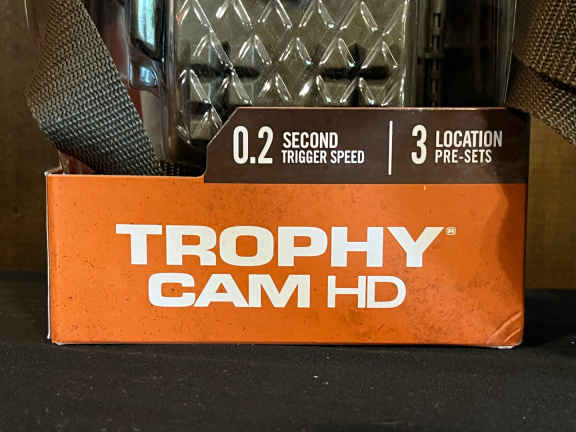 0.2 SECOND TRIGGER SPEED
3 LOCATION PRE-SETS
TROPHY®
CAM HD